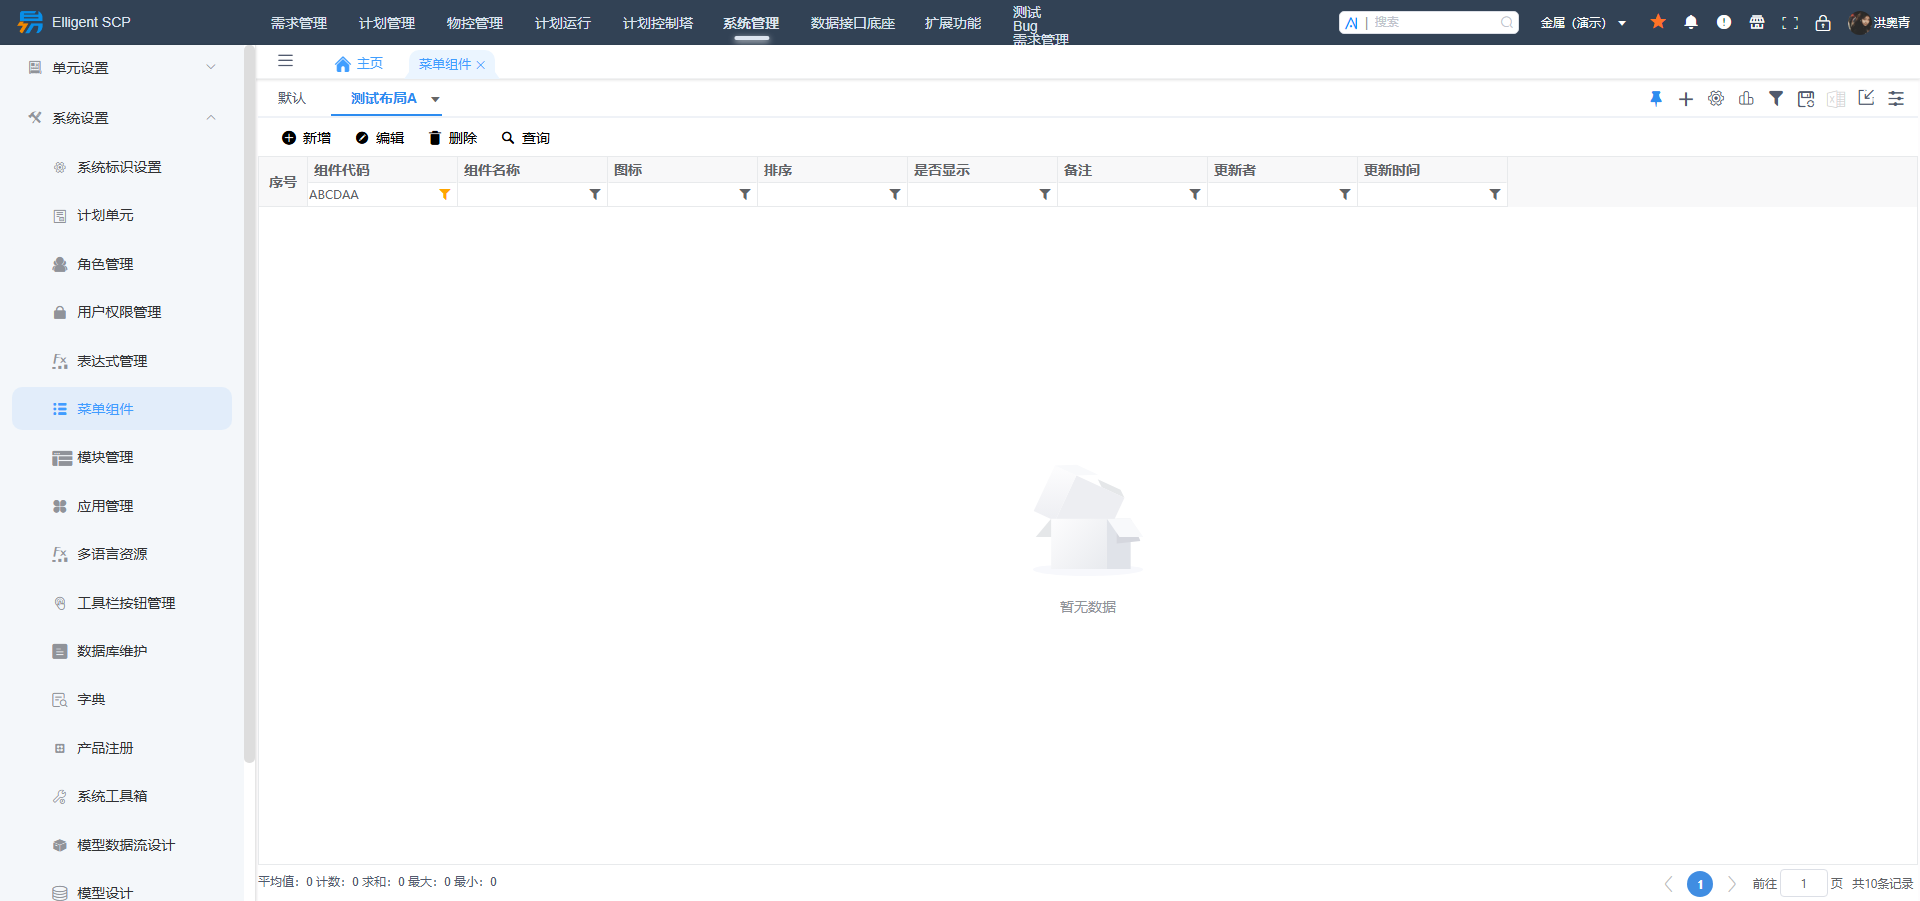 Elligent SCP
需求管理
计划管理
物控管理
计划运行
计划控制塔
系统管理
数据接口底座
扩展功能
测试
Bug
需求管理
AI | 搜索
金属（演示）
洪奥青
单元设置
系统设置
系统标识设置
计划单元
角色管理
用户权限管理
表达式管理
菜单组件
模块管理
应用管理
多语言资源
工具栏按钮管理
数据库维护
字典
产品注册
系统工具箱
模型数据流设计
模型设计
主页
菜单组件
默认
测试布局A
新增
编辑
删除
查询
序号
组件代码
组件名称
图标
排序
是否显示
备注
更新者
更新时间
ABCDAA
暂无数据
平均值：0 计数：0 求和：0 最大：0 最小：0
1
前往 1 页
共10条记录